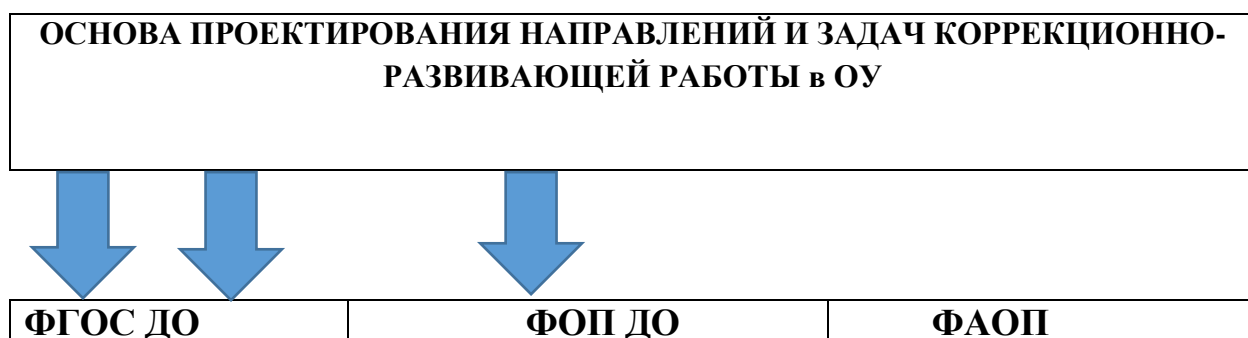 ОСНОВА ПРОЕКТИРОВАНИЯ НАПРАВЛЕНИЙ И ЗАДАЧ КОРРЕКЦИОННО-
РАЗВИВАЮЩЕЙ РАБОТЫ в ОУ
ФГОС ДО ФОП ДО ФАОП